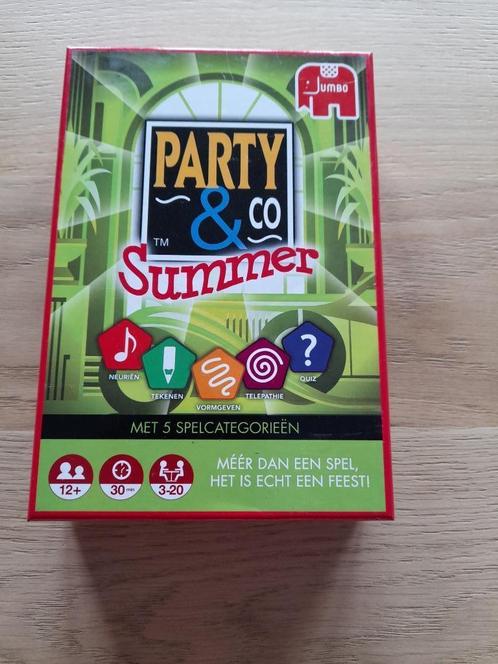 JUMBO
PARTY
& CO
TM
Summer
?
NEURIËN
TEKENEN
VORMGEVEN
TELEPATHIE
QUIZ
MET 5 SPELCATEGORIEËN
12+
30 min
3-20
MÉÉR DAN EEN SPEL,
HET IS ECHT EEN FEEST!